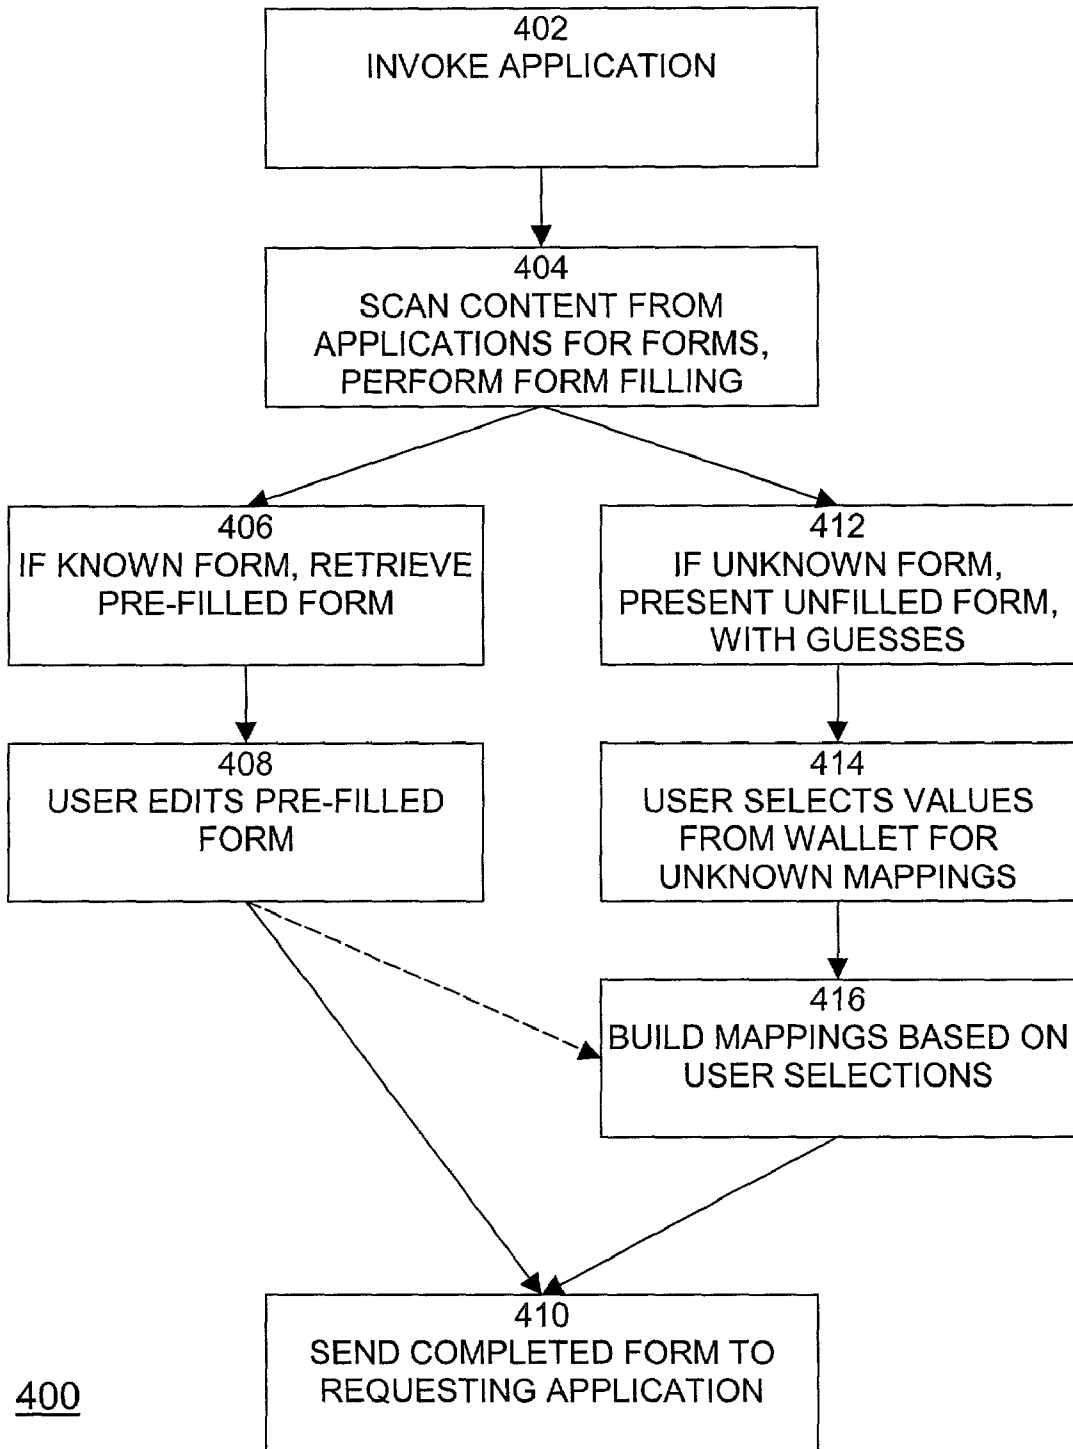 402
INVOKE APPLICATION
404
SCAN CONTENT FROM
APPLICATIONS FOR FORMS,
PERFORM FORM FILLING
406
IF KNOWN FORM, RETRIEVE
PRE-FILLED FORM
412
IF UNKNOWN FORM,
PRESENT UNFILLED FORM,
WITH GUESSES
408
USER EDITS PRE-FILLED
FORM
414
USER SELECTS VALUES
FROM WALLET FOR
UNKNOWN MAPPINGS
416
BUILD MAPPINGS BASED ON
USER SELECTIONS
410
SEND COMPLETED FORM TO
REQUESTING APPLICATION
400